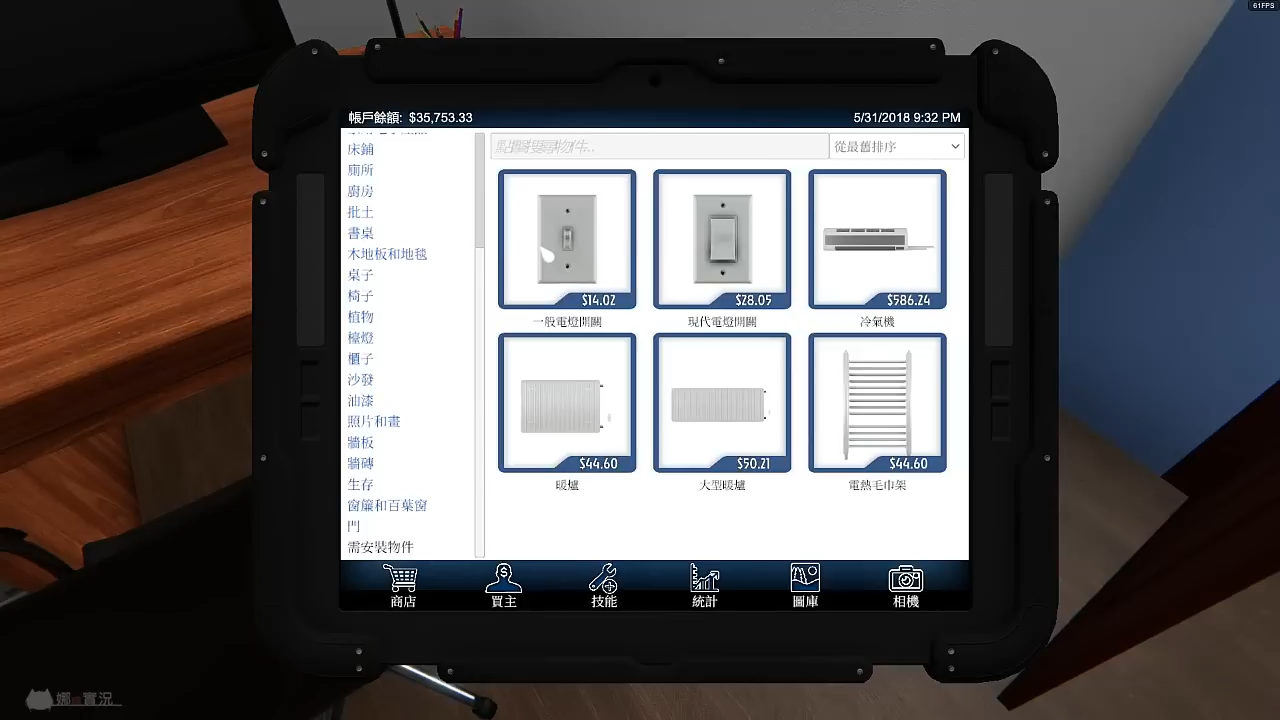 61FPS
帳戶餘額: $35,753.33
5/31/2018 9:32 PM
床鋪
廁所
廚房
批土
書桌
木地板和地毯
桌子
椅子
植物
檯燈
櫃子
沙發
油漆
照片和畫
牆板
牆磚
生存
窗簾和百葉窗
門
需安裝物件
從最舊排序
$14.02
$28.05
$586.24
一般電燈開關
現代電燈開關
冷氣機
$44.60
$50.21
$44.60
暖爐
大型暖爐
電熱毛巾架
商店
買主
技能
統計
圖庫
相機
實況